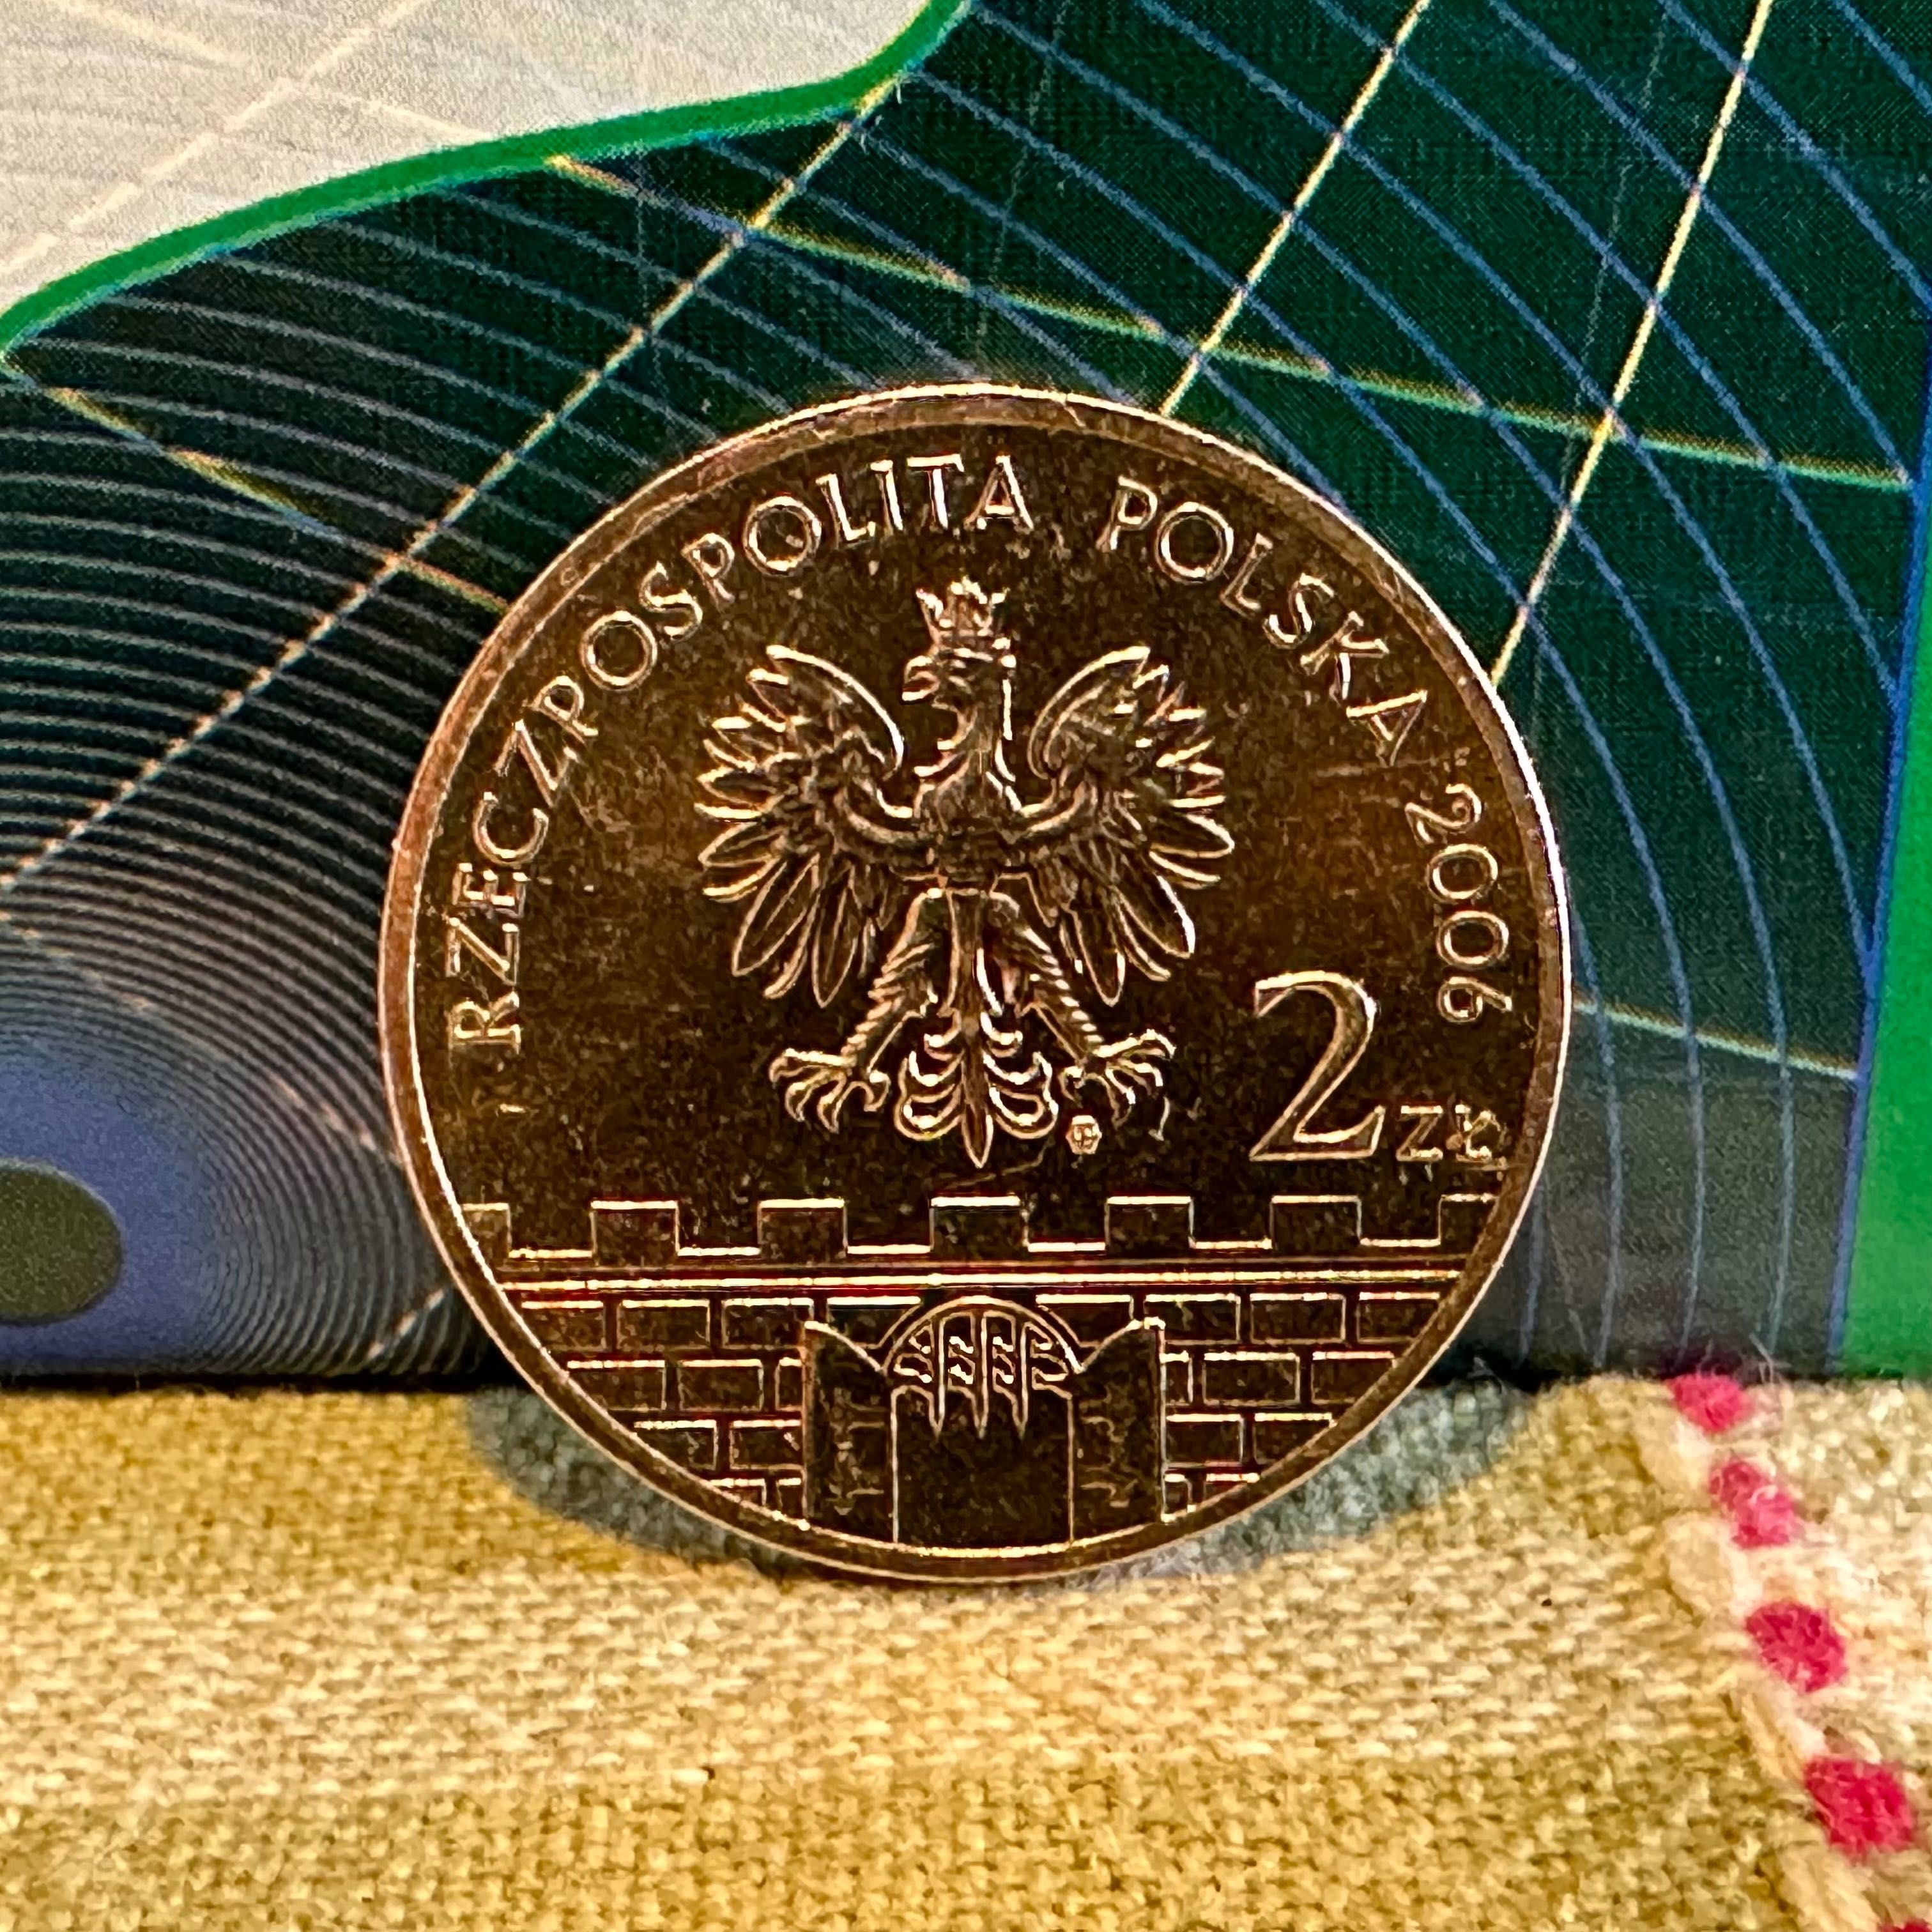 RZECZPOSPOLITA POLSKA 2006
2 ZŁ